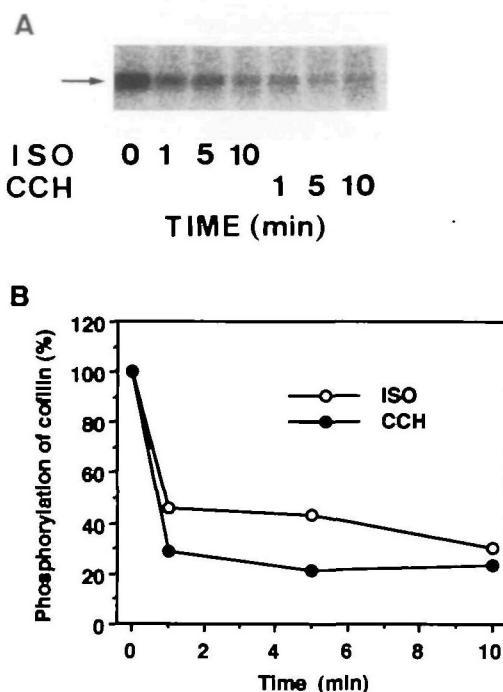 A
ISO 0 1 5 10
CCH 1 5 10
TIME (min)
B
Phosphorylation of cofilin (%)
120
100
80
60
40
20
0
ISO
CCH
0 2 4 6 8 10
Time (min)